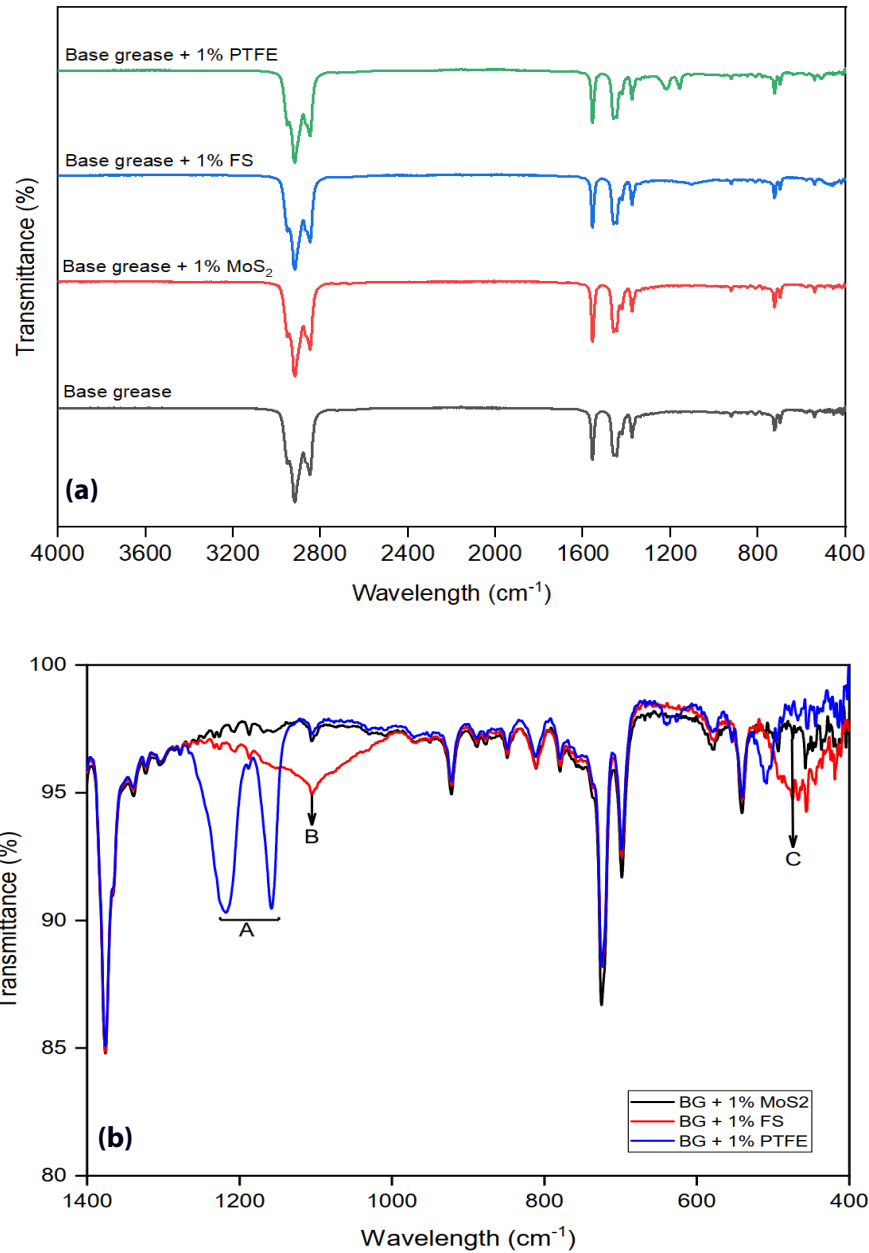 Base grease + 1% PTFE
Base grease + 1% FS
Base grease + 1% MoS2
Base grease
Transmittance (%)
(a)
4000 3600 3200 2800 2400 2000 1600 1200 800 400
Wavelength (cm-1)
100
95
90
85
80
Transmittance (%)
A
B
C
BG + 1% MoS2
BG + 1% FS
BG + 1% PTFE
(b)
1400 1200 1000 800 600 400
Wavelength (cm-1)